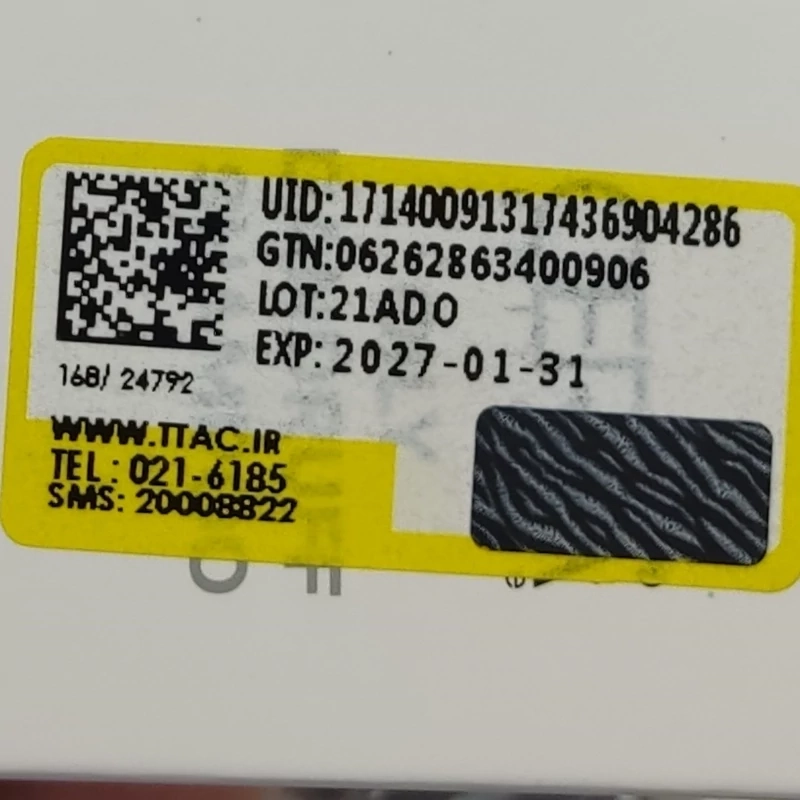 UID:17140091317436904286
GTN:06262863400906
LOT:21ADO
EXP:2027-01-31
168/ 24792
WWW.TTAC.IR
TEL: 021-6185
SMS: 20008822